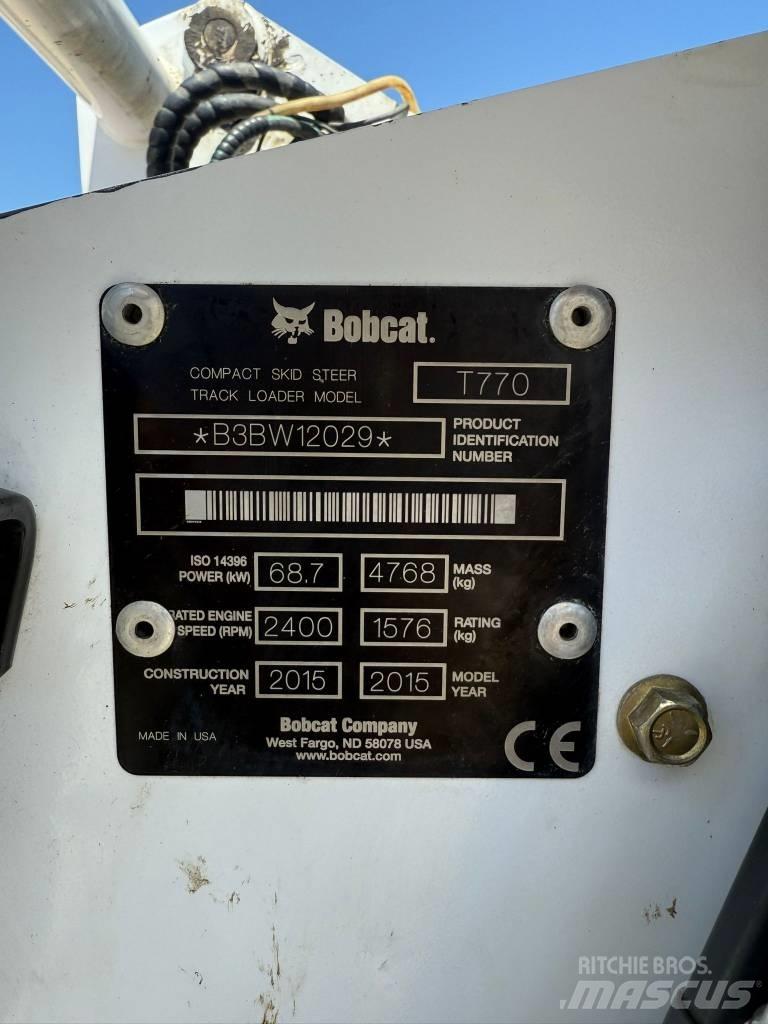 Bobcat.
COMPACT SKID STEER
TRACK LOADER MODEL
T770
*B3BW12029*
PRODUCT
IDENTIFICATION
NUMBER
ISO 14396
POWER (kW)
68.7
4768
MASS
(kg)
RATED ENGINE
SPEED (RPM)
2400
1576
RATING
(kg)
CONSTRUCTION
YEAR
2015
2015
MODEL
YEAR
Bobcat Company
West Fargo, ND 58078 USA
www.bobcat.com
MADE IN USA
CE
RITCHIE BROS.
MASCUS